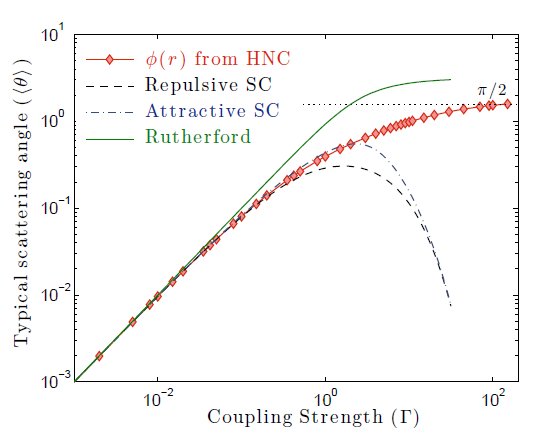 10^1
ϕ(r) from HNC
Repulsive SC
Attractive SC
Rutherford
π/2
10^0
10^-1
10^-2
10^-3
Typical scattering angle (⟨θ⟩)
10^-2 10^0 10^2
Coupling Strength (Γ)